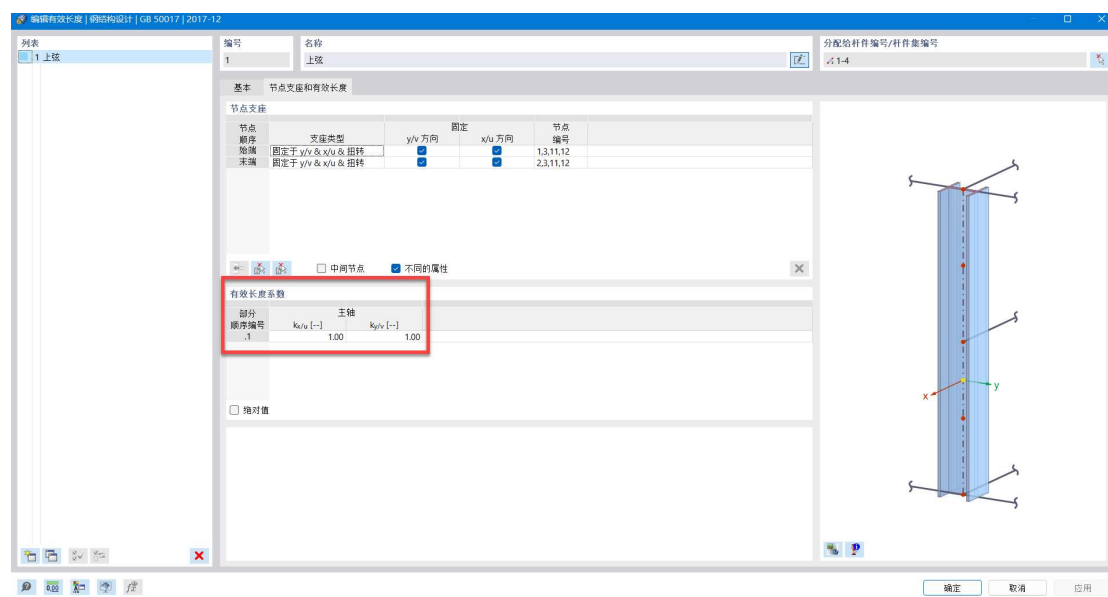 编辑有效长度 | 钢结构设计 | GB 50017 | 2017-12
列表
1 上弦
编号
1
名称
上弦
分配给杆件编号/杆件集编号
1-4
基本 节点支座和有效长度
节点支座
节点 固定 节点
顺序 支座类型 y/v 方向 x/u 方向 编号
始端 固定于 y/v & x/u & 扭转 1,3,11,12
末端 固定于 y/v & x/u & 扭转 2,3,11,12
中间节点 不同的属性
有效长度系数
部分 主轴
顺序编号 kx/u [--] ky/v [--]
.1 1.00 1.00
绝对值
x
y
0,00
确定 取消 应用